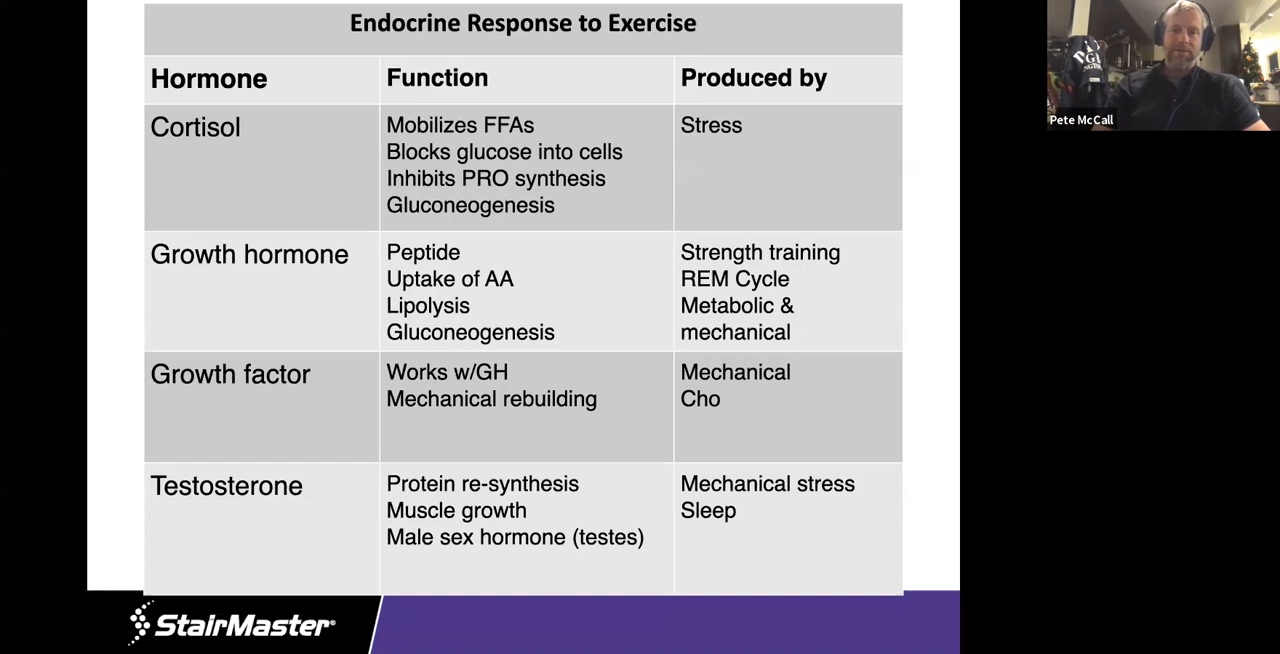 Endocrine Response to Exercise
Hormone
Function
Produced by
Cortisol
Mobilizes FFAs
Blocks glucose into cells
Inhibits PRO synthesis
Gluconeogenesis
Stress
Growth hormone
Peptide
Uptake of AA
Lipolysis
Gluconeogenesis
Strength training
REM Cycle
Metabolic &
mechanical
Growth factor
Works w/GH
Mechanical rebuilding
Mechanical
Cho
Testosterone
Protein re-synthesis
Muscle growth
Male sex hormone (testes)
Mechanical stress
Sleep
StairMaster®
Pete McCall